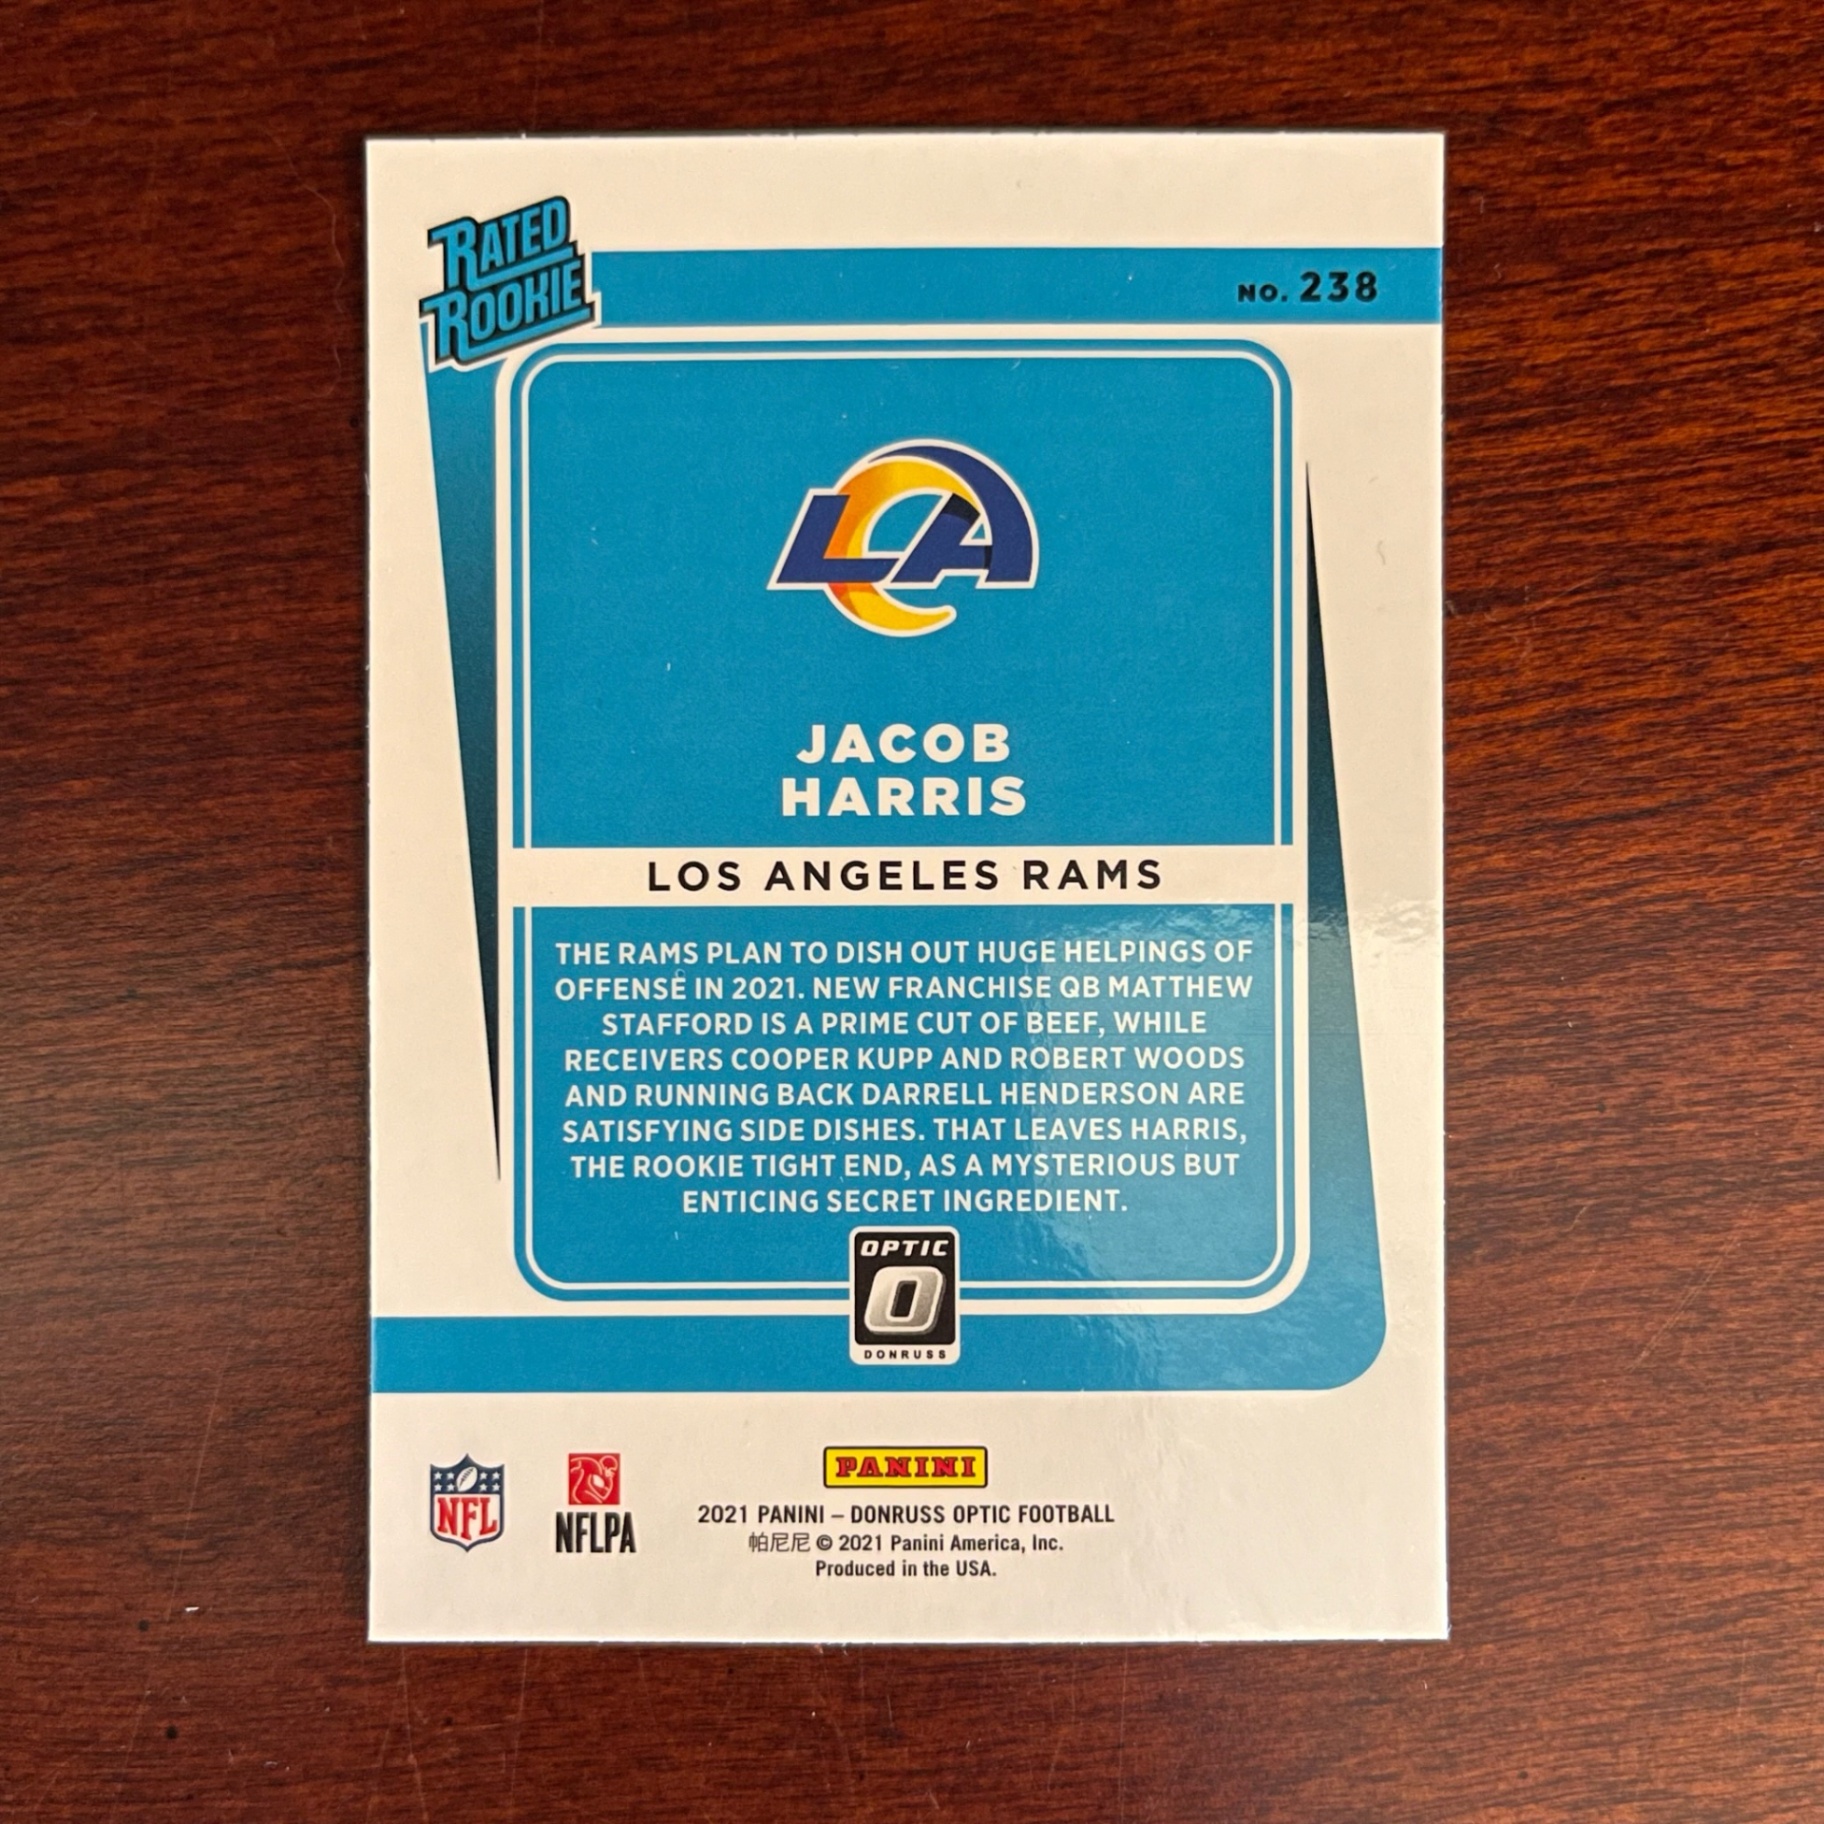 RATED
ROOKIE
NO. 238
LA
JACOB
HARRIS
LOS ANGELES RAMS
THE RAMS PLAN TO DISH OUT HUGE HELPINGS OF
OFFENSE IN 2021. NEW FRANCHISE QB MATTHEW
STAFFORD IS A PRIME CUT OF BEEF, WHILE
RECEIVERS COOPER KUPP AND ROBERT WOODS
AND RUNNING BACK DARRELL HENDERSON ARE
SATISFYING SIDE DISHES. THAT LEAVES HARRIS,
THE ROOKIE TIGHT END, AS A MYSTERIOUS BUT
ENTICING SECRET INGREDIENT.
OPTIC
O
DONRUSS
NFL
NFLPA
PANINI
2021 PANINI – DONRUSS OPTIC FOOTBALL
帕尼尼 © 2021 Panini America, Inc.
Produced in the USA.